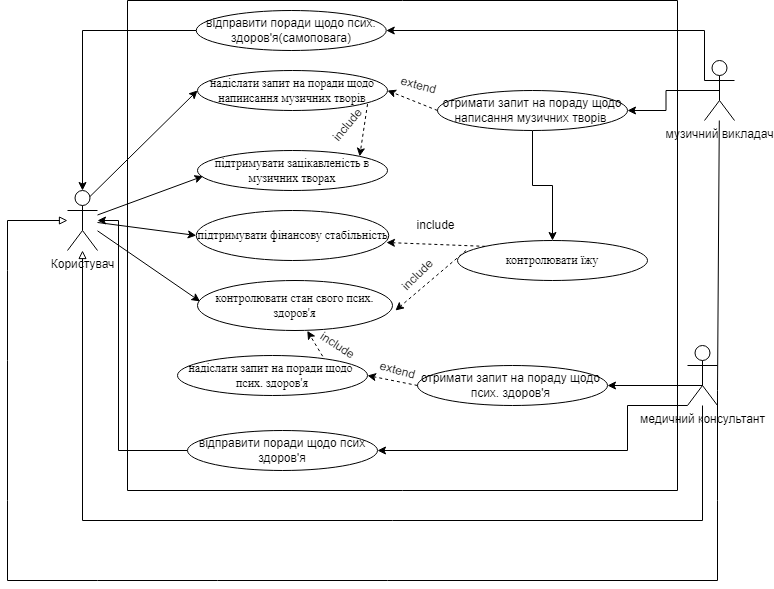 відправити поради щодо псих.
здоров'я(самоповага)
надіслати запит на поради щодо
напиисання музичних творів
extend
отримати запит на пораду щодо
написання музичних творів
include
музичний викладач
підтримувати зацікавленість в
музичних творах
підтримувати фінансову стабільність
include
контролювати їжу
Користувач
include
контролювати стан свого псих.
здоров'я
include
надіслати запит на поради щодо
псих. здоров'я
extend
отримати запит на пораду щодо
псих. здоров'я
медичний консультант
відправити поради щодо псих
здоров'я